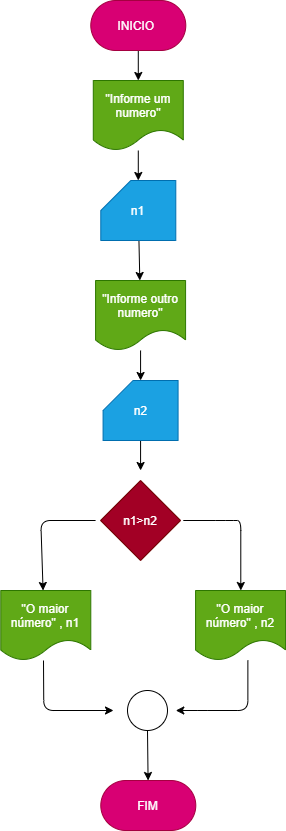 INICIO
"Informe um
numero"
n1
"Informe outro
numero"
n2
n1>n2
"O maior
número" , n1
"O maior
número" , n2
FIM